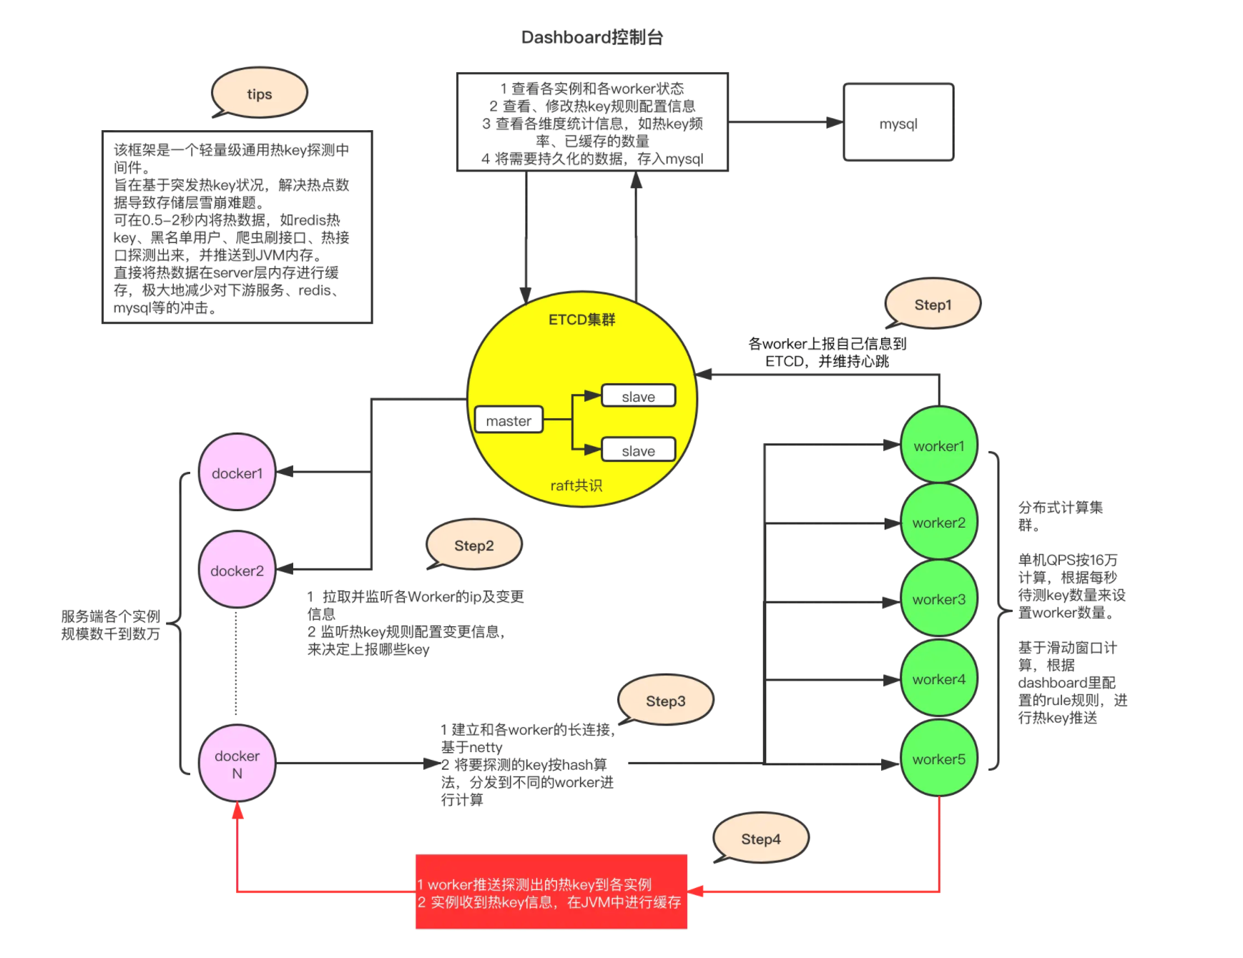 Dashboard控制台
tips
该框架是一个轻量级通用热key探测中
间件。
旨在基于突发热key状况，解决热点数
据导致存储层雪崩难题。
可在0.5-2秒内将热数据，如redis热
key、黑名单用户、爬虫刷接口、热接
口探测出来，并推送到JVM内存。
直接将热数据在server层内存进行缓
存，极大地减少对下游服务、redis、
mysql等的冲击。
1 查看各实例和各worker状态
2 查看、修改热key规则配置信息
3 查看各维度统计信息，如热key频
率、已缓存的数量
4 将需要持久化的数据，存入mysql
mysql
ETCD集群
master
slave
slave
raft共识
Step1
各worker上报自己信息到
ETCD，并维持心跳
docker1
docker2
docker
N
服务端各个实例
规模数千到数万
Step2
1 拉取并监听各Worker的ip及变更
信息
2 监听热key规则配置变更信息，
来决定上报哪些key
Step3
1 建立和各worker的长连接，
基于netty
2 将要探测的key按hash算
法，分发到不同的worker进
行计算
worker1
worker2
worker3
worker4
worker5
分布式计算集
群。
单机QPS按16万
计算，根据每秒
待测key数量来设
置worker数量。
基于滑动窗口计
算，根据
dashboard里配
置的rule规则，进
行热key推送
Step4
1 worker推送探测出的热key到各实例
2 实例收到热key信息，在JVM中进行缓存